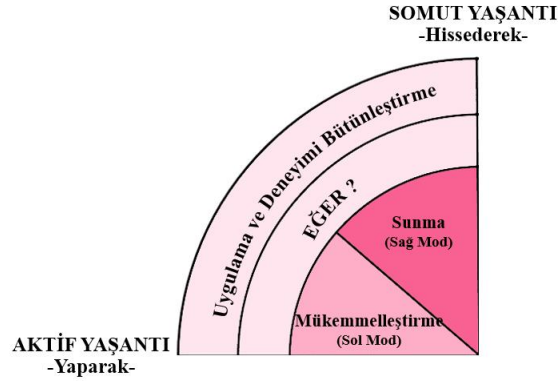 SOMUT YAŞANTI
-Hissederek-
Uygulama ve Deneyimi Bütünleştirme
EĞER ?
Sunma
(Sağ Mod)
Mükemmelleştirme
(Sol Mod)
AKTİF YAŞANTI
-Yaparak-